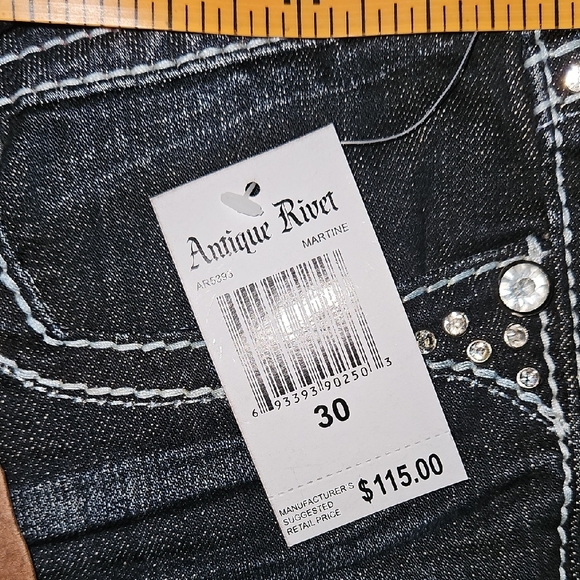 Antique Rivet
AR5393 MARTINE
6 93393 90250 3
30
MANUFACTURER'S
SUGGESTED
RETAIL PRICE
$115.00